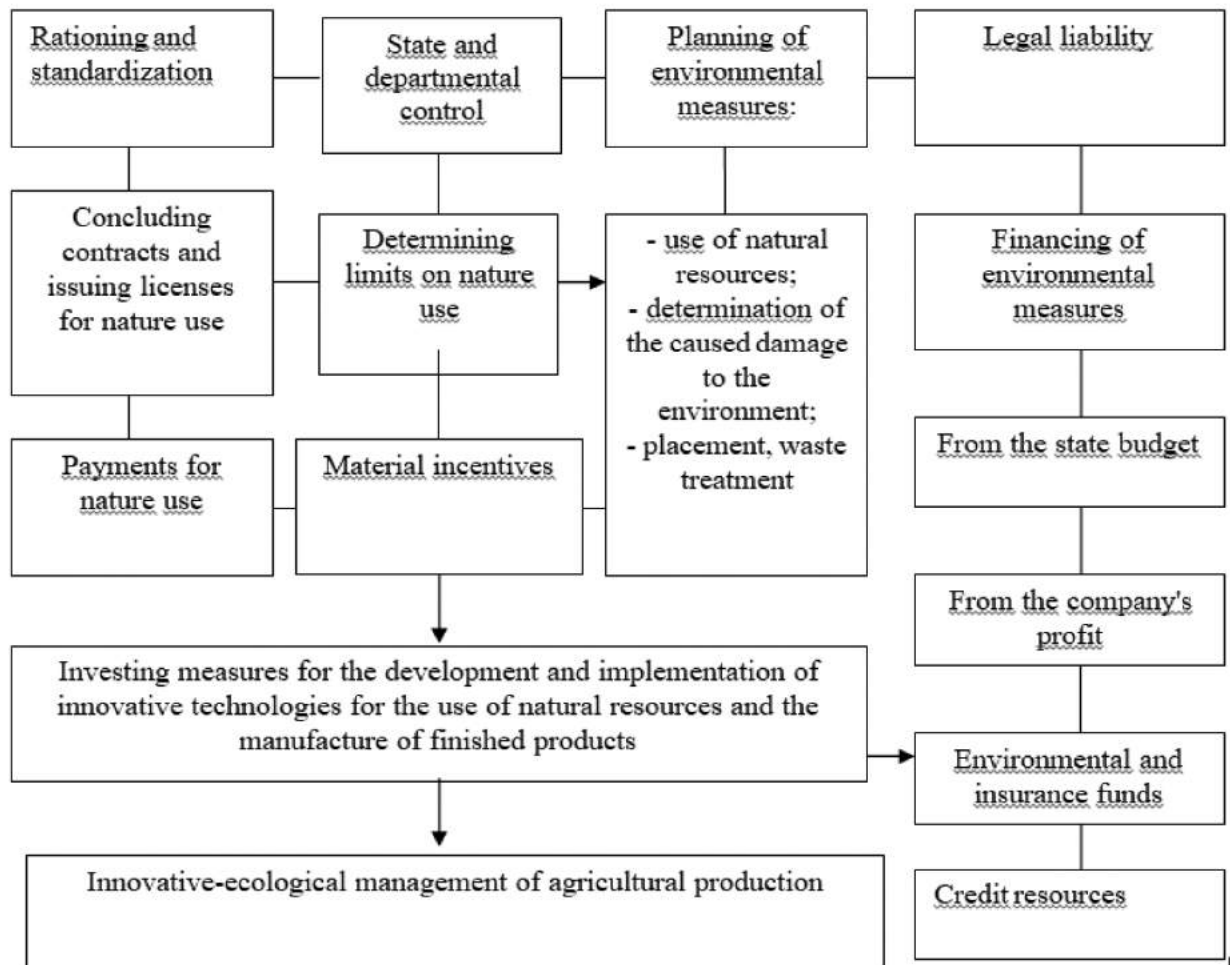 Rationing and
standardization
State and
departmental
control
Planning of
environmental
measures:
Legal liability
Concluding
contracts and
issuing licenses
for nature use
Determining
limits on nature
use
- use of natural
resources;
- determination of
the caused damage
to the
environment;
- placement, waste
treatment
Financing of
environmental
measures
Payments for
nature use
Material incentives
From the state budget
From the company's
profit
Investing measures for the development and implementation of
innovative technologies for the use of natural resources and the
manufacture of finished products
Environmental and
insurance funds
Innovative-ecological management of agricultural production
Credit resources